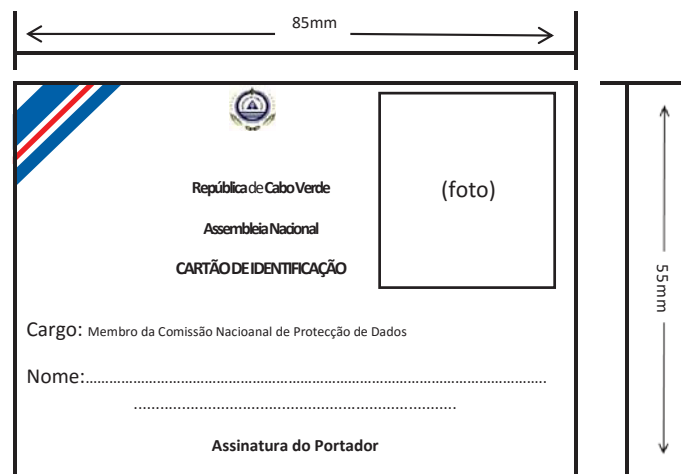 85mm
República de Cabo Verde
(foto)
Assembleia Nacional
CARTÃO DE IDENTIFICAÇÃO
55mm
Cargo: Membro da Comissão Nacioanal de Protecção de Dados
Nome:........................................................................................................................
......................................................................
Assinatura do Portador